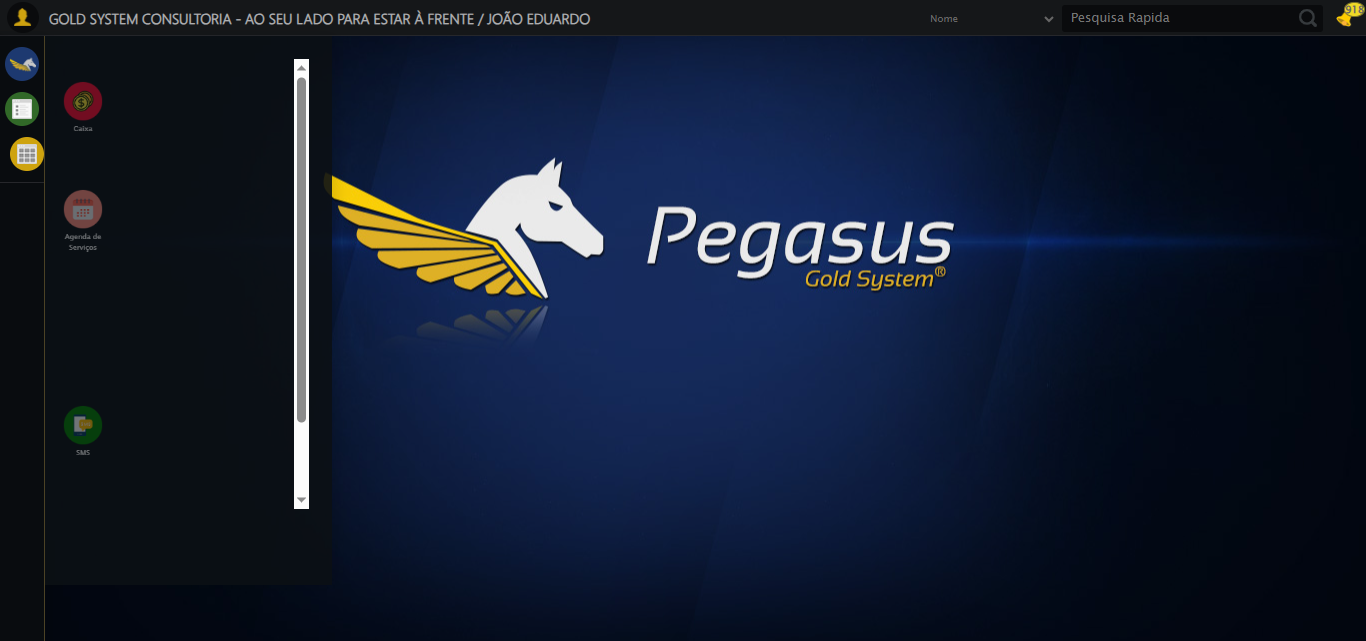 GOLD SYSTEM CONSULTORIA - AO SEU LADO PARA ESTAR À FRENTE / JOÃO EDUARDO
Nome
Pesquisa Rapida
918
Caixa
Agenda de
Serviços
SMS
Pegasus
Gold System®